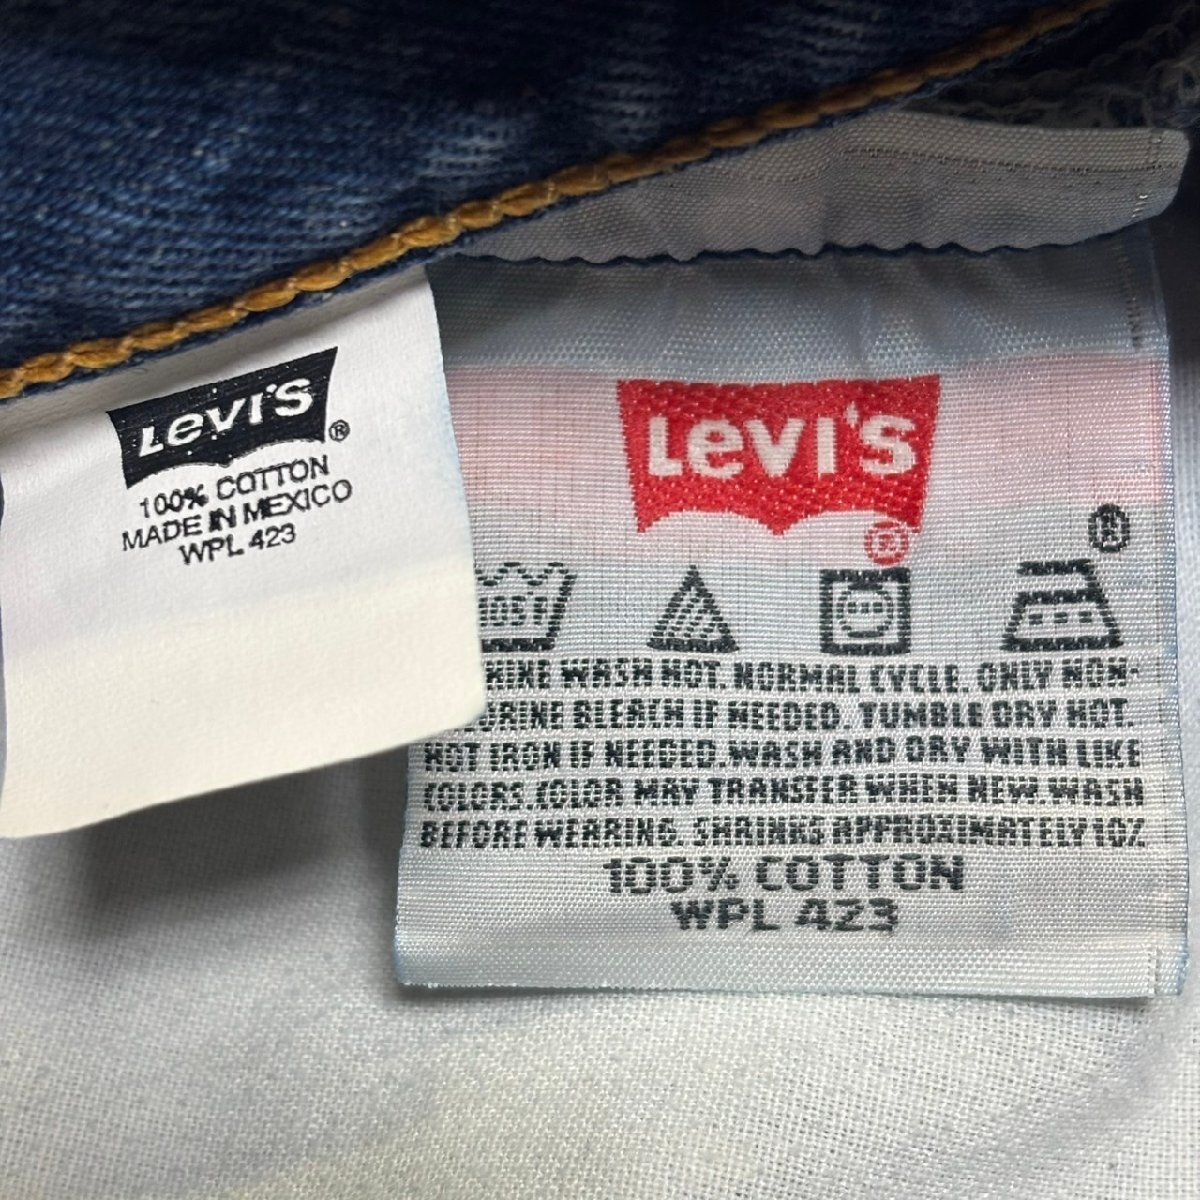 LEVI'S
®
100% COTTON
MADE IN MEXICO
WPL 423
LEVI'S
®
®
105°F
HINE WASH HOT. NORMAL CYCLE. ONLY NON-
ORINE BLEACH IF NEEDED. TUMBLE DRY HOT.
HOT IRON IF NEEDED. WASH AND DRY WITH LIKE
COLORS. COLOR MAY TRANSFER WHEN NEW. WASH
BEFORE WEARING. SHRINKS APPROXIMATELY 10%
100% COTTON
WPL 423